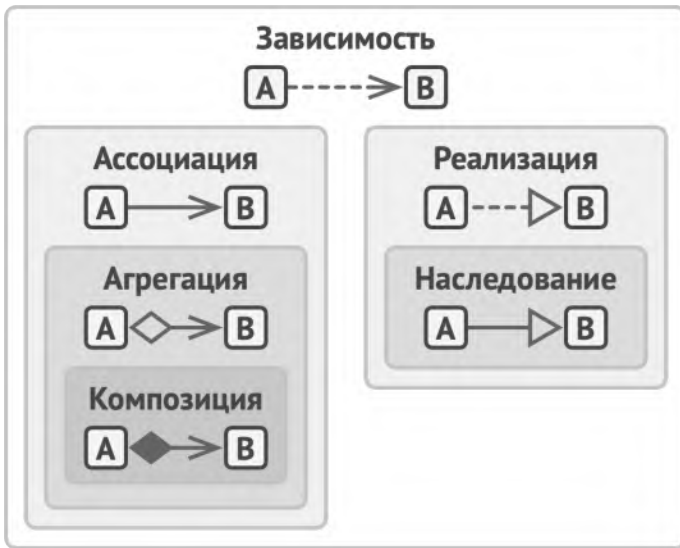 Зависимость
A B
Ассоциация
A B
Агрегация
A B
Композиция
A B
Реализация
A B
Наследование
A B